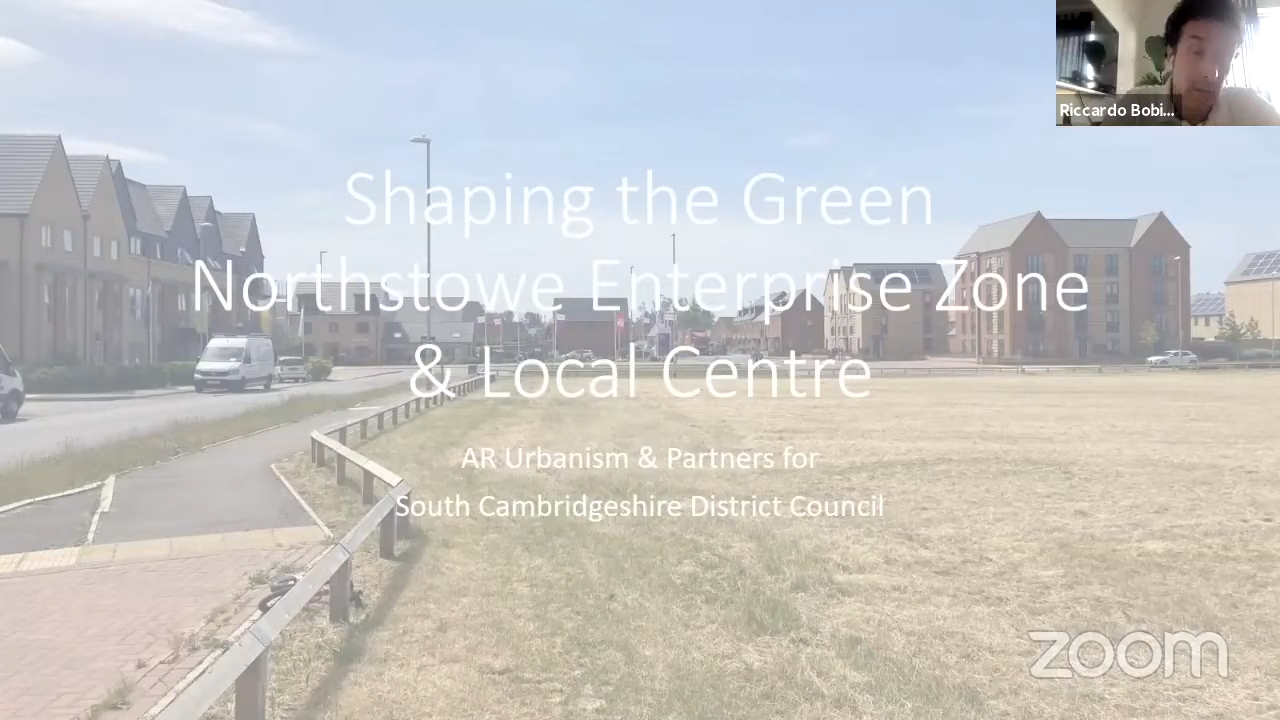 Riccardo Bobi...
Shaping the Green
Northstowe Enterprise Zone
& Local Centre
AR Urbanism & Partners for
South Cambridgeshire District Council
zoom